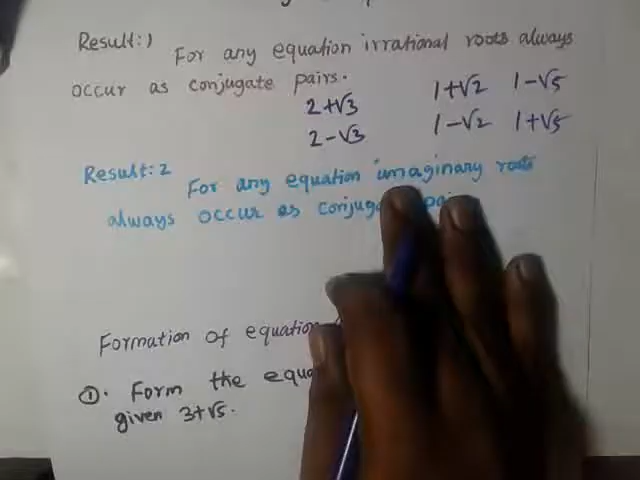 Result:1 For any equation irrational roots always
occur as conjugate pairs.
2+√3 1+√2 1-√5
2-√3 1-√2 1+√5
Result:2 For any equation imaginary roots
always occur as
Formation of equation
①. Form the
given 3+√5.